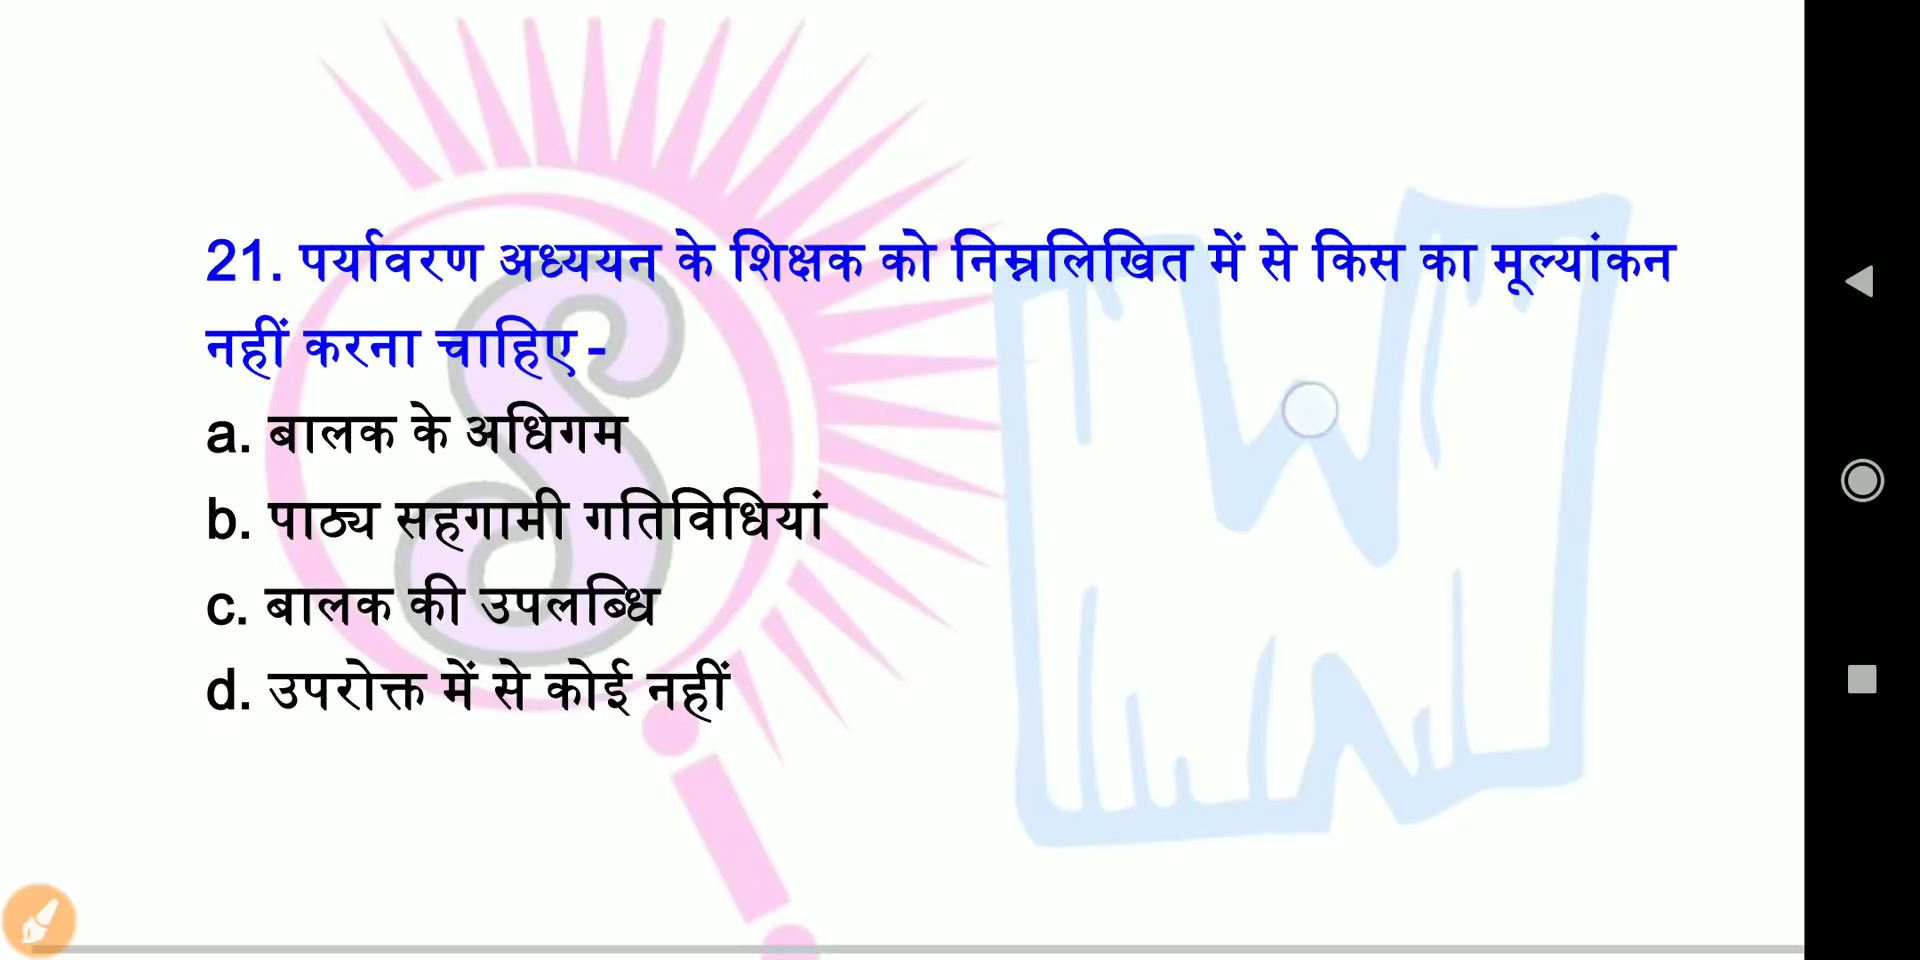 21. पर्यावरण अध्ययन के शिक्षक को निम्नलिखित में से किस का मूल्यांकन
नहीं करना चाहिए -
a. बालक के अधिगम
b. पाठ्य सहगामी गतिविधियां
c. बालक की उपलब्धि
d. उपरोक्त में से कोई नहीं